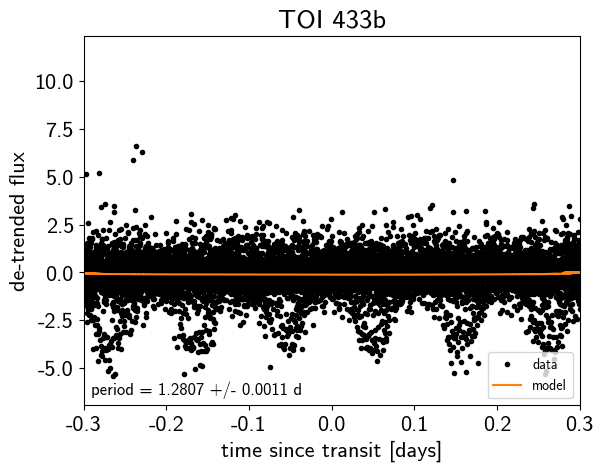 TOI 433b
de-trended flux
10.0
7.5
5.0
2.5
0.0
-2.5
-5.0
period = 1.2807 +/- 0.0011 d
data
model
-0.3 -0.2 -0.1 0.0 0.1 0.2 0.3
time since transit [days]